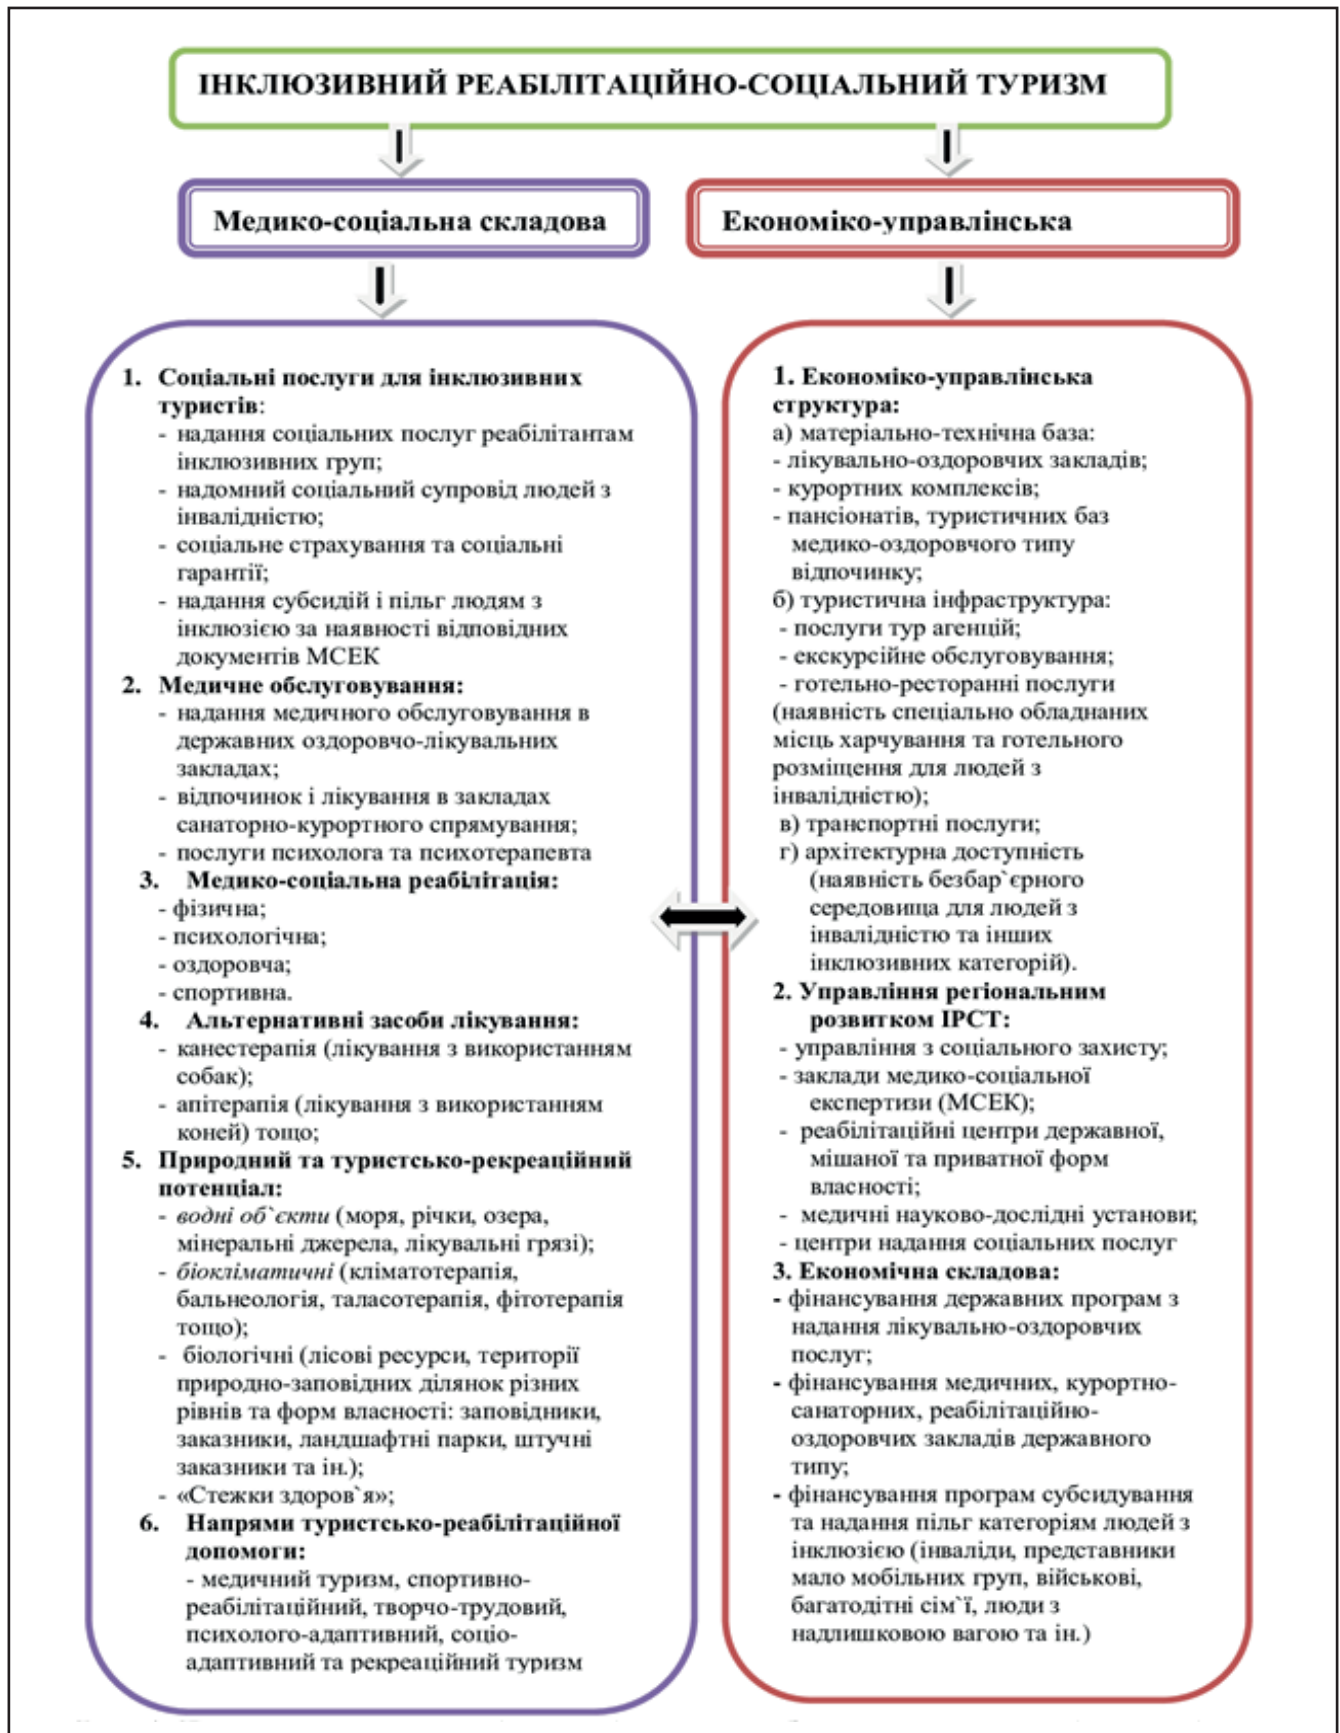 ІНКЛЮЗИВНИЙ РЕАБІЛІТАЦІЙНО-СОЦІАЛЬНИЙ ТУРИЗМ
Медико-соціальна складова
Економіко-управлінська
1. Соціальні послуги для інклюзивних
туристів:
- надання соціальних послуг реабілітантам
інклюзивних груп;
- надомний соціальний супровід людей з
інвалідністю;
- соціальне страхування та соціальні
гарантії;
- надання субсидій і пільг людям з
інклюзією за наявності відповідних
документів МСЕК
2. Медичне обслуговування:
- надання медичного обслуговування в
державних оздоровчо-лікувальних
закладах;
- відпочинок і лікування в закладах
санаторно-курортного спрямування;
- послуги психолога та психотерапевта
3. Медико-соціальна реабілітація:
- фізична;
- психологічна;
- оздоровча;
- спортивна.
4. Альтернативні засоби лікування:
- канестерапія (лікування з використанням
собак);
- апітерапія (лікування з використанням
коней) тощо;
5. Природний та туристсько-рекреаційний
потенціал:
- водні об`єкти (моря, річки, озера,
мінеральні джерела, лікувальні грязі);
- біокліматичні (кліматотерапія,
бальнеологія, таласотерапія, фітотерапія
тощо);
- біологічні (лісові ресурси, території
природно-заповідних ділянок різних
рівнів та форм власності: заповідники,
заказники, ландшафтні парки, штучні
заказники та ін.);
- «Стежки здоров`я»;
6. Напрями туристсько-реабілітаційної
допомоги:
- медичний туризм, спортивно-
реабілітаційний, творчо-трудовий,
психолого-адаптивний, соціо-
адаптивний та рекреаційний туризм
1. Економіко-управлінська
структура:
а) матеріально-технічна база:
- лікувально-оздоровчих закладів;
- курортних комплексів;
- пансіонатів, туристичних баз
медико-оздоровчого типу
відпочинку;
б) туристична інфраструктура:
- послуги тур агенцій;
- екскурсійне обслуговування;
- готельно-ресторанні послуги
(наявність спеціально обладнаних
місць харчування та готельного
розміщення для людей з
інвалідністю);
в) транспортні послуги;
г) архітектурна доступність
(наявність безбар`єрного
середовища для людей з
інвалідністю та інших
інклюзивних категорій).
2. Управління регіональним
розвитком ІРСТ:
- управління з соціального захисту;
- заклади медико-соціальної
експертизи (МСЕК);
- реабілітаційні центри державної,
мішаної та приватної форм
власності;
- медичні науково-дослідні установи;
- центри надання соціальних послуг
3. Економічна складова:
- фінансування державних програм з
надання лікувально-оздоровчих
послуг;
- фінансування медичних, курортно-
санаторних, реабілітаційно-
оздоровчих закладів державного
типу;
- фінансування програм субсидування
та надання пільг категоріям людей з
інклюзією (інваліди, представники
мало мобільних груп, військові,
багатодітні сім`ї, люди з
надлишковою вагою та ін.)